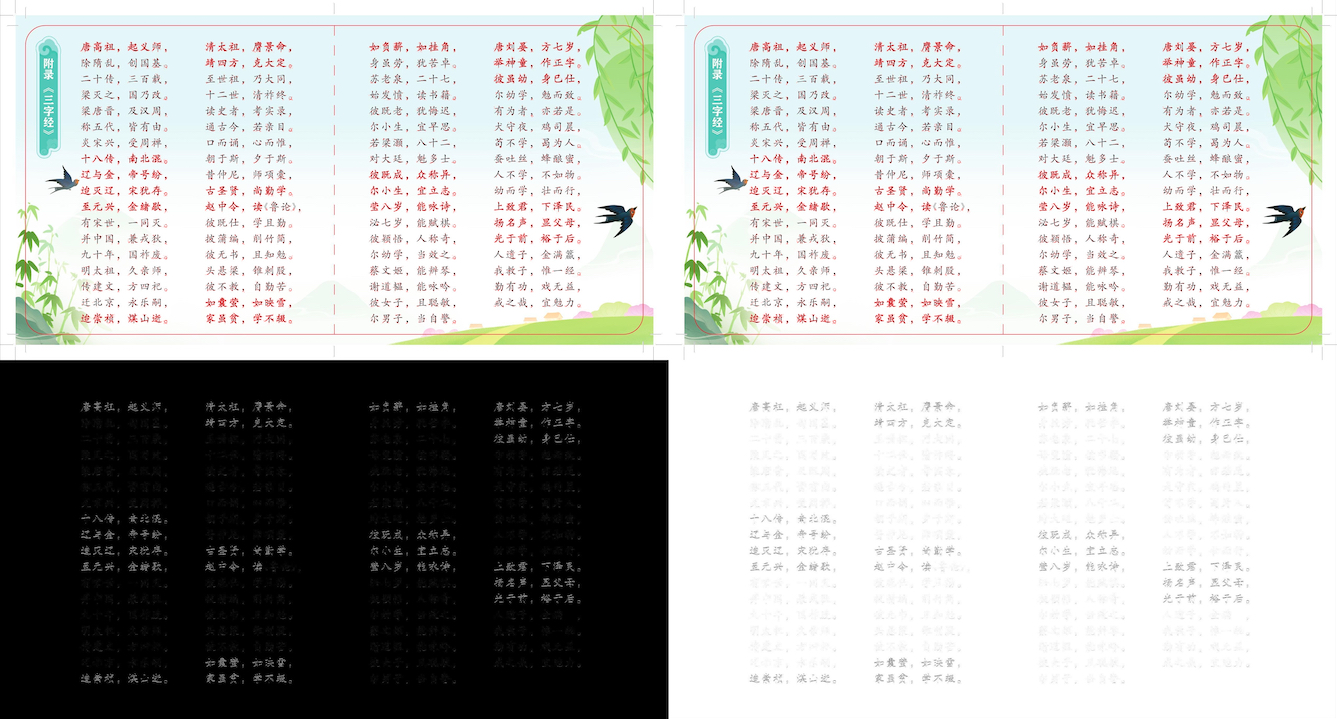 附录《三字经》
唐高祖，起义师，
除隋乱，创国基。
二十传，三百载，
梁灭之，国乃改。
梁唐晋，及汉周，
称五代，皆有由。
炎宋兴，受周禅，
十八传，南北混。
辽与金，帝号纷，
迨灭辽，宋犹存。
至元兴，金绪歇，
有宋世，一同灭。
并中国，兼戎狄，
九十年，国祚废。
明太祖，久亲师，
传建文，方四祀。
迁北京，永乐嗣，
迨崇祯，煤山逝。
清太祖，膺景命，
靖四方，克大定。
至世祖，乃大同，
十二世，清祚终。
读史者，考实录，
通古今，若亲目。
口而诵，心而惟，
朝于斯，夕于斯。
昔仲尼，师项橐，
古圣贤，尚勤学。
赵中令，读《鲁论》，
彼既仕，学且勤。
披蒲编，削竹简，
彼无书，且知勉。
头悬梁，锥刺股，
彼不教，自勤苦。
如囊萤，如映雪，
家虽贫，学不辍。
如负薪，如挂角，
身虽劳，犹苦卓。
苏老泉，二十七，
始发愤，读书籍。
彼既老，犹悔迟，
尔小生，宜早思。
若梁灏，八十二，
对大廷，魁多士。
彼既成，众称异，
尔小生，宜立志。
莹八岁，能咏诗，
泌七岁，能赋棋。
彼颖悟，人称奇，
尔幼学，当效之。
蔡文姬，能辨琴，
谢道韫，能咏吟。
彼女子，且聪敏，
尔男子，当自警。
唐刘晏，方七岁，
举神童，作正字。
彼虽幼，身已仕，
尔幼学，勉而致。
有为者，亦若是。
犬守夜，鸡司晨，
苟不学，曷为人。
蚕吐丝，蜂酿蜜，
人不学，不如物。
幼而学，壮而行，
上致君，下泽民。
扬名声，显父母，
光于前，裕于后。
人遗子，金满籯，
我教子，惟一经。
勤有功，戏无益，
戒之哉，宜勉力。